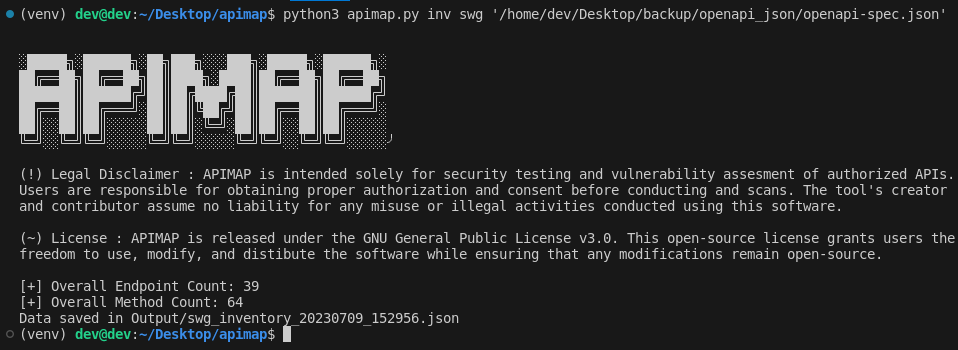 (venv) dev@dev:~/Desktop/apimap$ python3 apimap.py inv swg '/home/dev/Desktop/backup/openapi_json/openapi-spec.json'
APIMAP
(!) Legal Disclaimer : APIMAP is intended solely for security testing and vulnerability assesment of authorized APIs.
Users are responsible for obtaining proper authorization and consent before conducting and scans. The tool's creator
and contributor assume no liability for any misuse or illegal activities conducted using this software.
(~) License : APIMAP is released under the GNU General Public License v3.0. This open-source license grants users the
freedom to use, modify, and distibute the software while ensuring that any modifications remain open-source.
[+] Overall Endpoint Count: 39
[+] Overall Method Count: 64
Data saved in Output/swg_inventory_20230709_152956.json
(venv) dev@dev:~/Desktop/apimap$